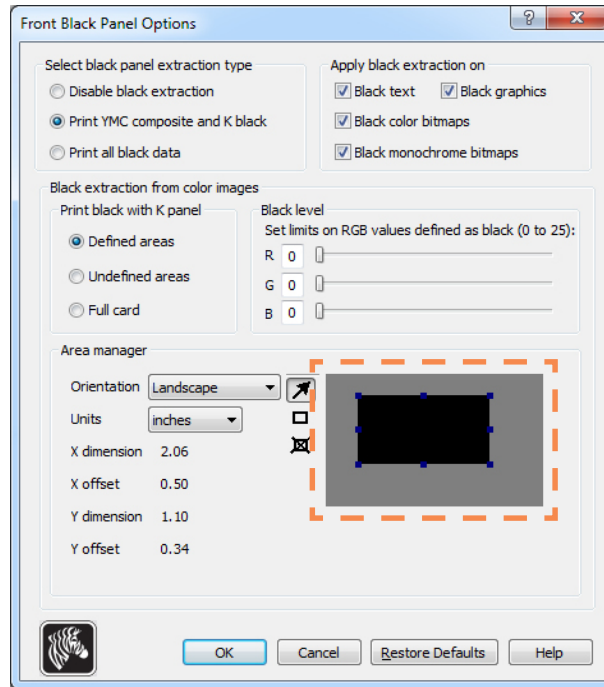 Front Black Panel Options
Select black panel extraction type
Disable black extraction
Print YMC composite and K black
Print all black data
Apply black extraction on
Black text
Black graphics
Black color bitmaps
Black monochrome bitmaps
Black extraction from color images
Print black with K panel
Defined areas
Undefined areas
Full card
Black level
Set limits on RGB values defined as black (0 to 25):
R 0
G 0
B 0
Area manager
Orientation Landscape
Units inches
X dimension 2.06
X offset 0.50
Y dimension 1.10
Y offset 0.34
OK Cancel Restore Defaults Help